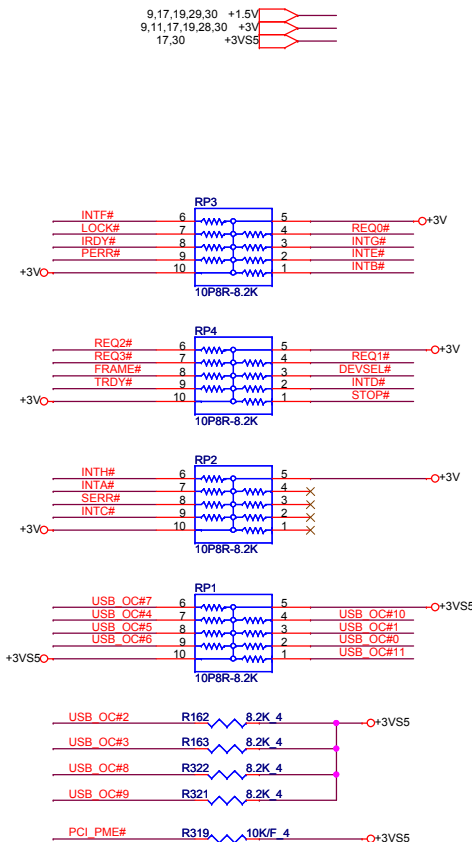 9,17,19,29,30 +1.5V
9,11,17,19,28,30 +3V
17,30 +3VS5
RP3
INTF# 6 5 +3V
LOCK# 7 4 REQ0#
IRDY# 8 3 INTG#
PERR# 9 2 INTE#
+3V 10 1 INTB#
10P8R-8.2K
RP4
REQ2# 6 5 +3V
REQ3# 7 4 REQ1#
FRAME# 8 3 DEVSEL#
TRDY# 9 2 INTD#
+3V 10 1 STOP#
10P8R-8.2K
RP2
INTH# 6 5 +3V
INTA# 7 4
SERR# 8 3
INTC# 9 2
+3V 10 1
10P8R-8.2K
RP1
USB_OC#7 6 5 +3VS5
USB_OC#4 7 4 USB_OC#10
USB_OC#5 8 3 USB_OC#1
USB_OC#6 9 2 USB_OC#0
+3VS5 10 1 USB_OC#11
10P8R-8.2K
USB_OC#2 R162 8.2K_4 +3VS5
USB_OC#3 R163 8.2K_4
USB_OC#8 R322 8.2K_4
USB_OC#9 R321 8.2K_4
PCI_PME# R319 10K/F_4 +3VS5